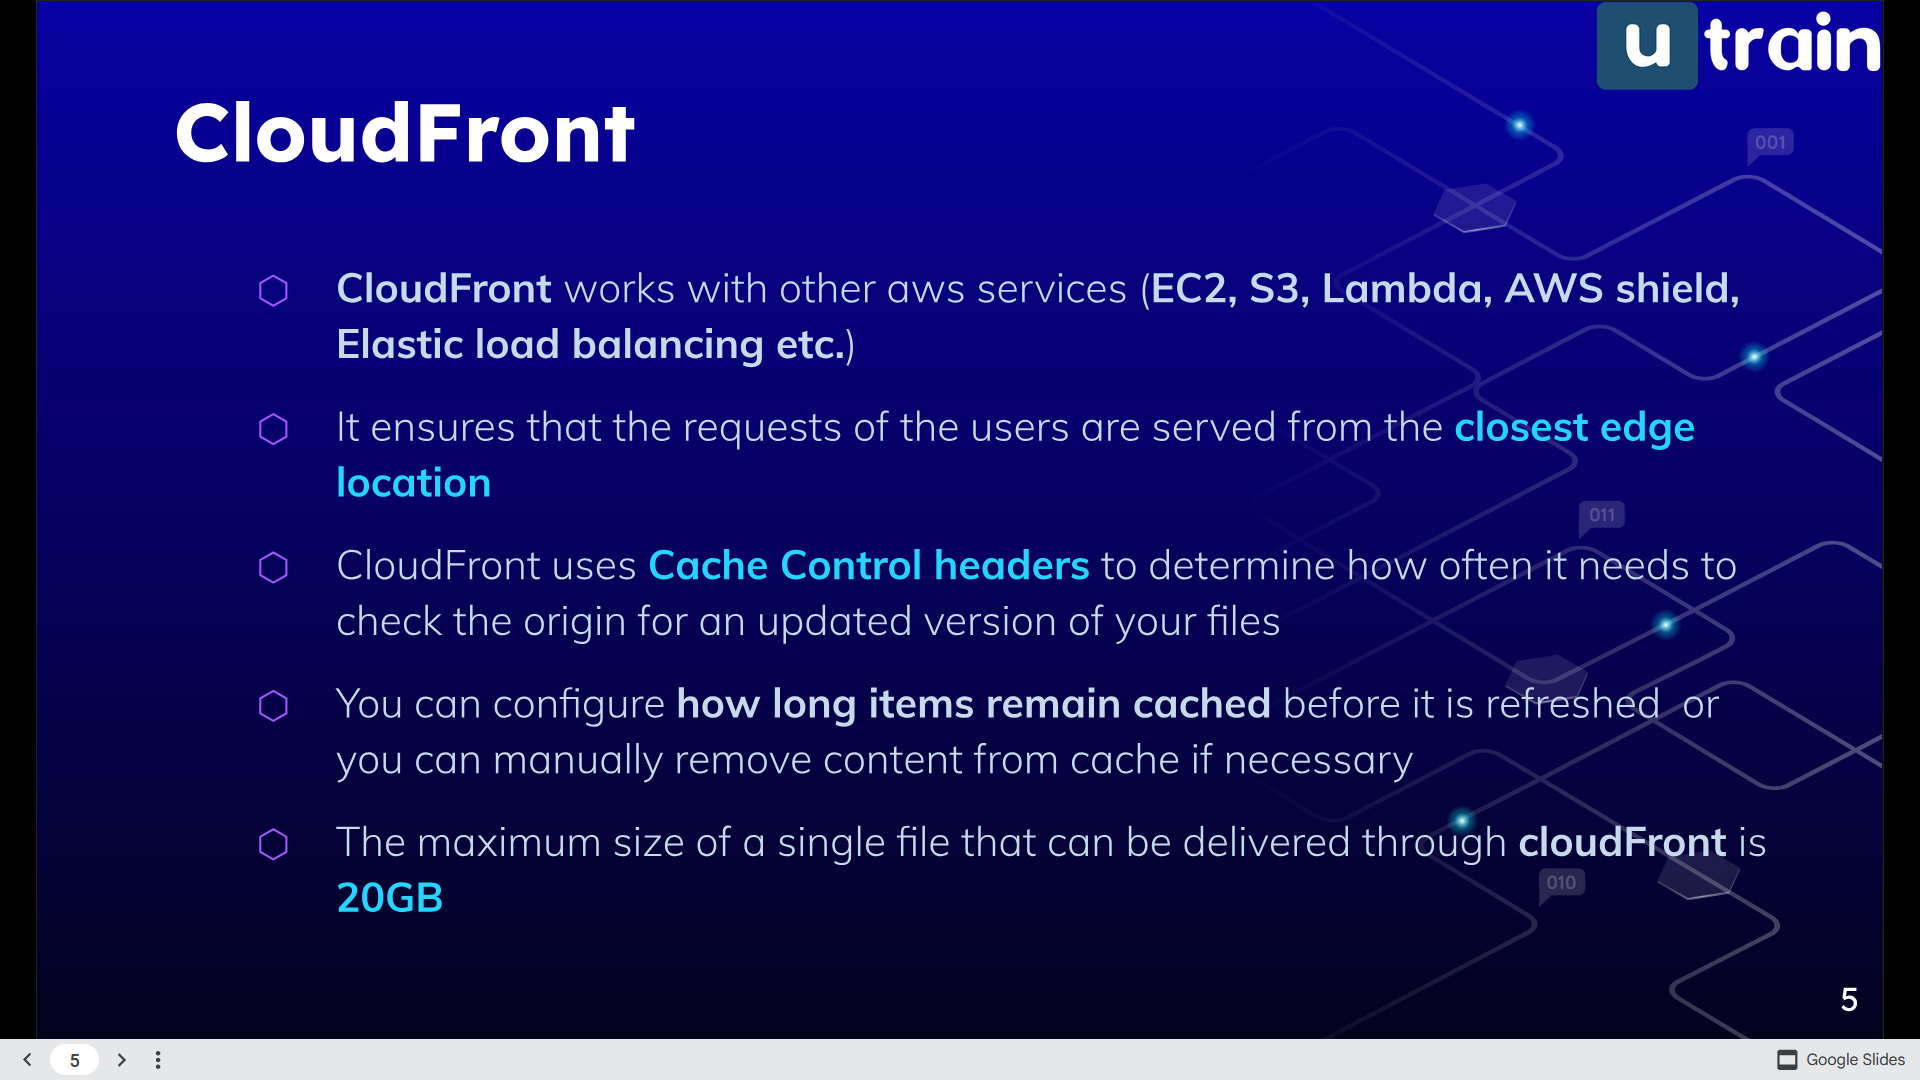 u train
CloudFront
001
CloudFront works with other aws services (EC2, S3, Lambda, AWS shield,
Elastic load balancing etc.)
It ensures that the requests of the users are served from the closest edge
location
011
CloudFront uses Cache Control headers to determine how often it needs to
check the origin for an updated version of your files
You can configure how long items remain cached before it is refreshed  or
you can manually remove content from cache if necessary
The maximum size of a single file that can be delivered through cloudFront is
20GB
010
5
5
Google Slides